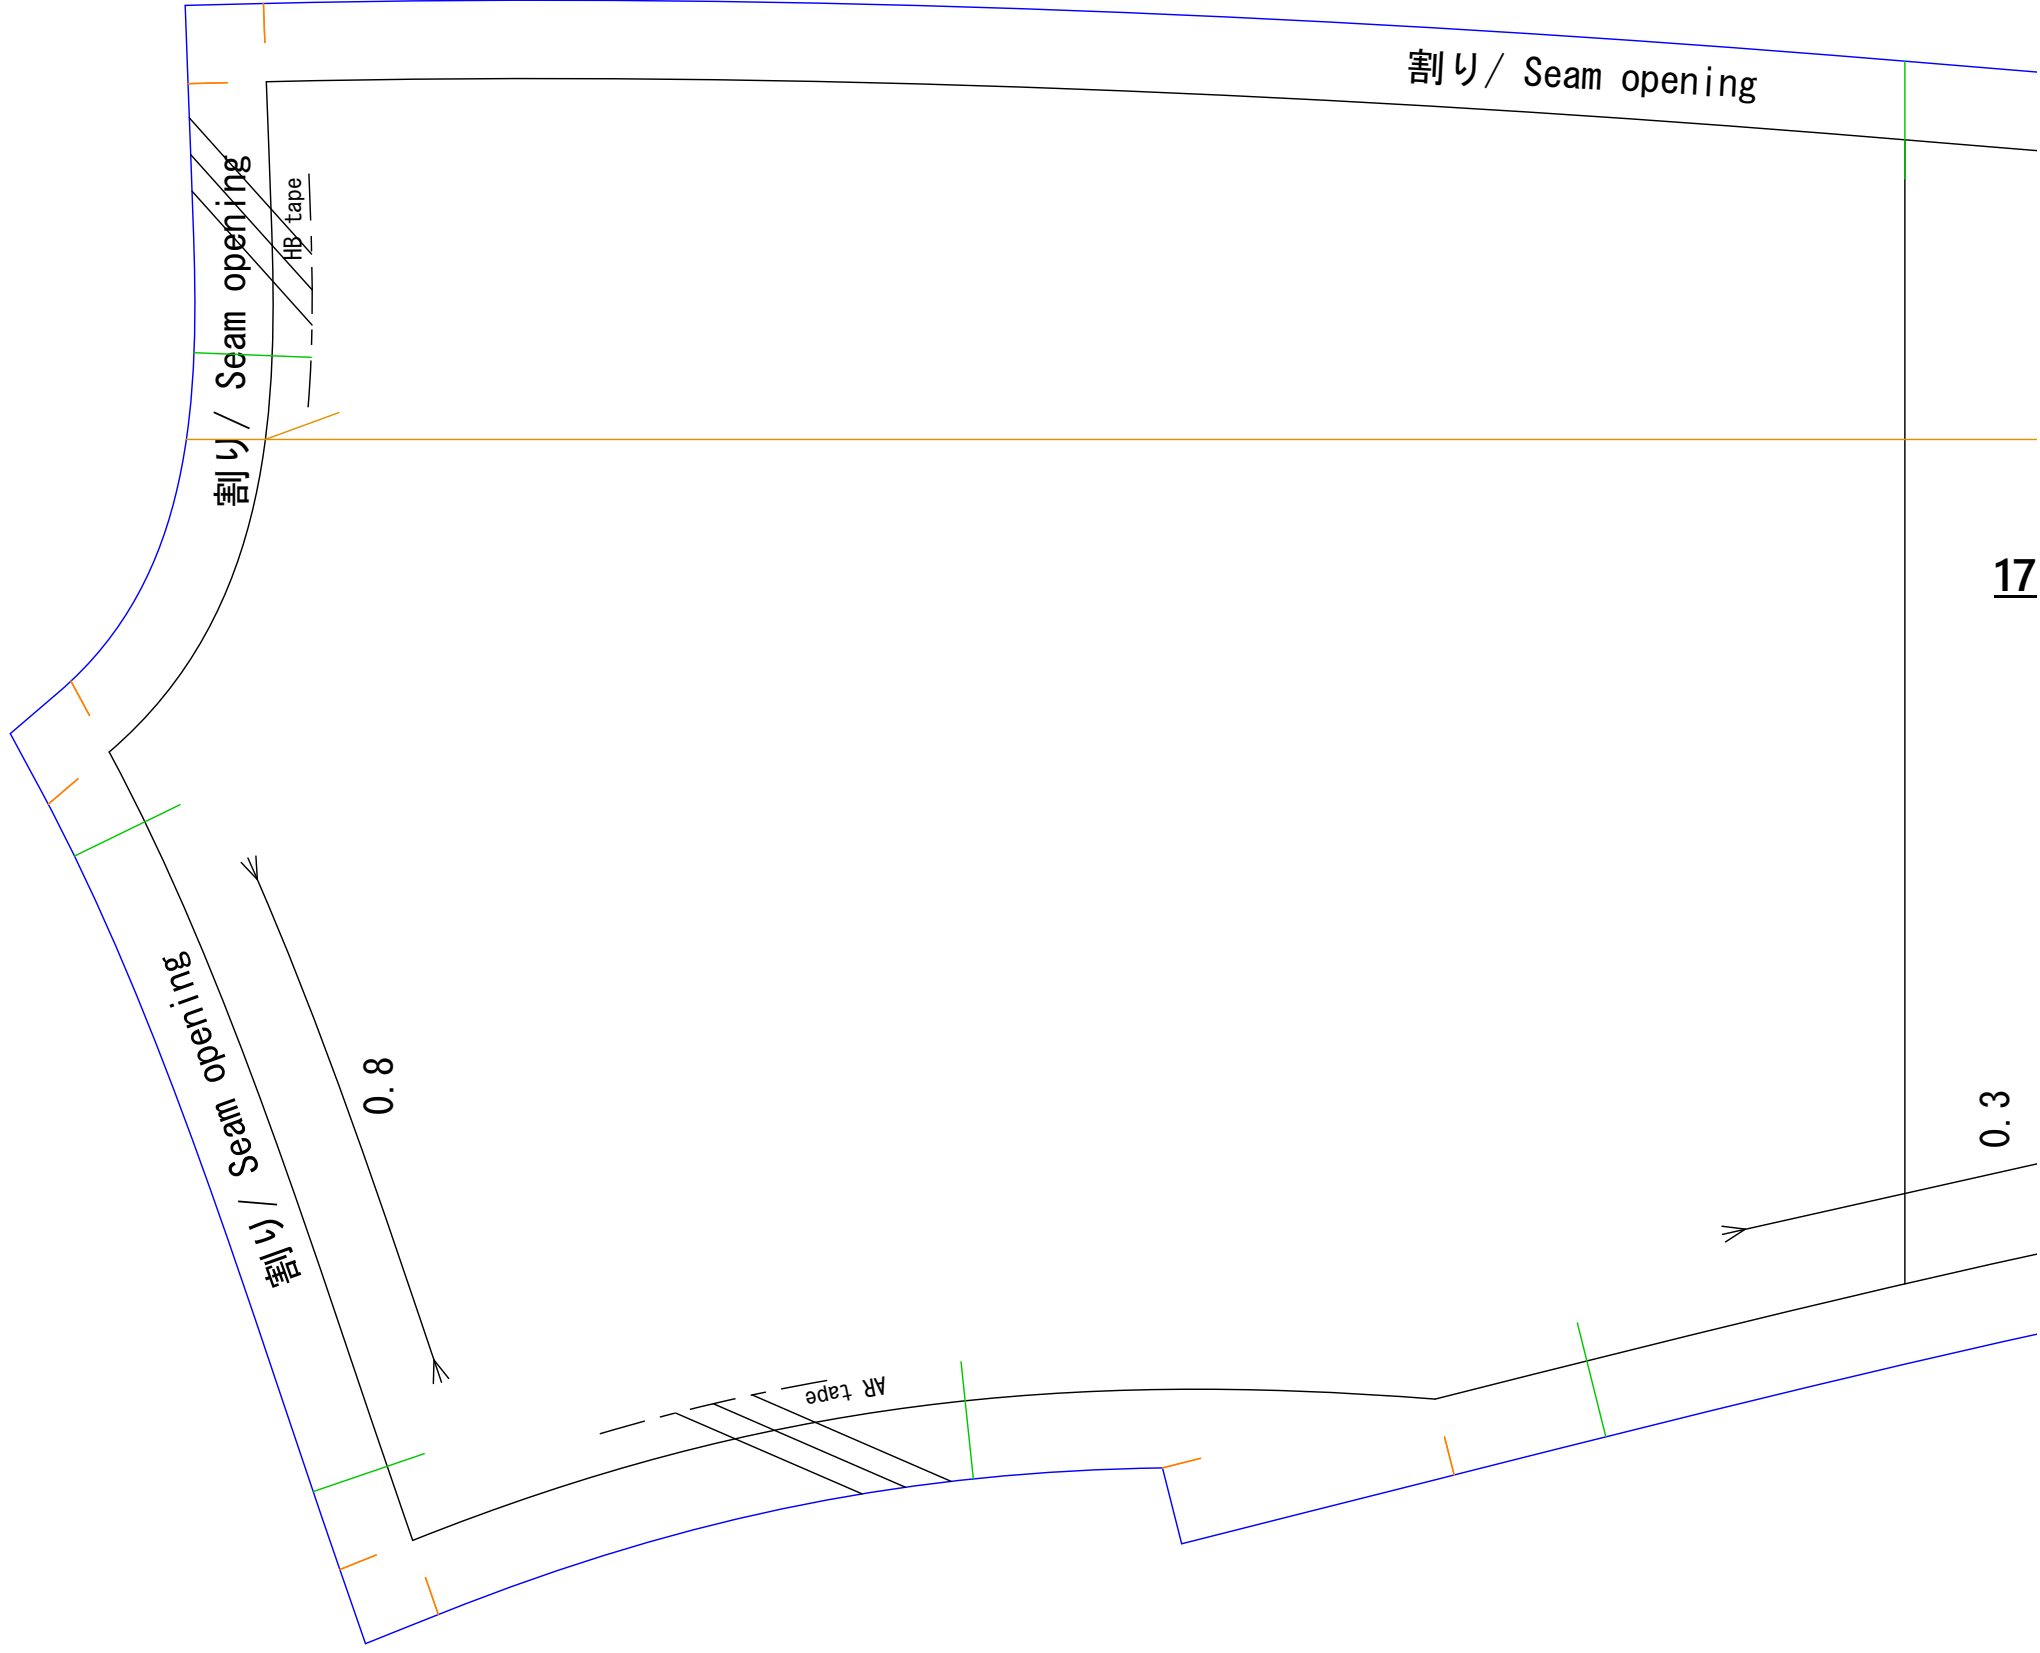 割り/ Seam opening
割り/ Seam opening
HB tape
17
割り/ Seam opening
0.8
0.3
AR tape